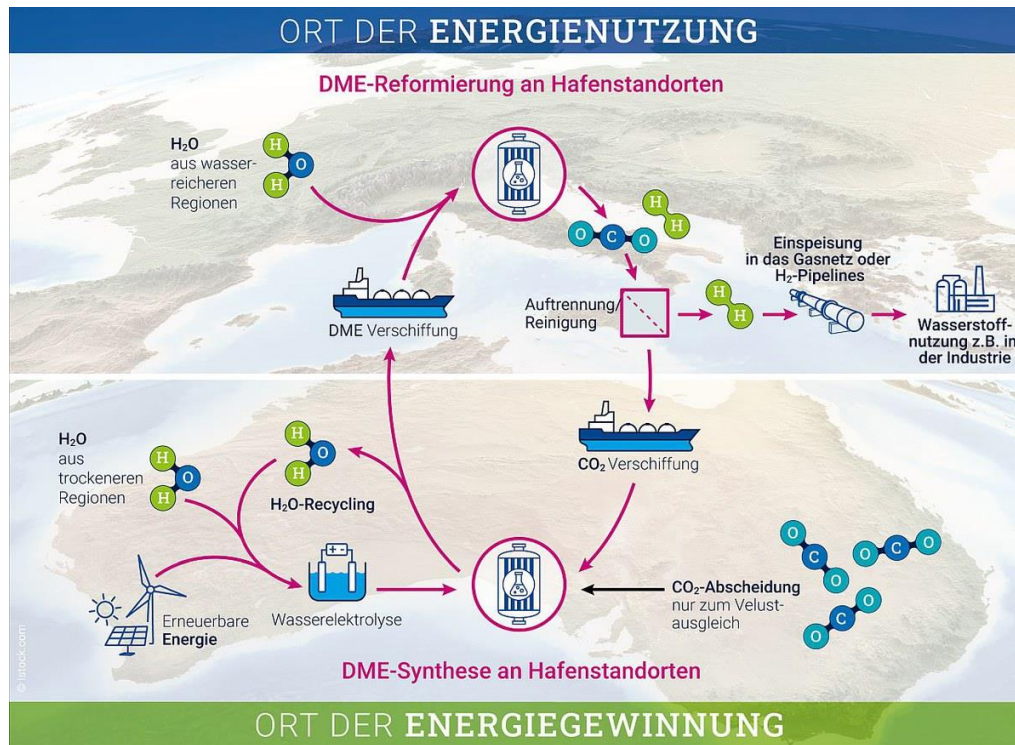 ORT DER ENERGIENUTZUNG
DME-Reformierung an Hafenstandorten
H₂O
aus wasser-
reicheren
Regionen
H
O
H
H
H
O
C
O
DME Verschiffung
Auftrennung/
Reinigung
H
H
Einspeisung
in das Gasnetz oder
H₂-Pipelines
Wasserstoff-
nutzung z.B. in
der Industrie
H₂O
aus
trockeneren
Regionen
H
O
H
H
O
H
H₂O-Recycling
CO₂ Verschiffung
Erneuerbare
Energie
+ -
Wasserelektrolyse
CO₂-Abscheidung
nur zum Velust-
ausgleich
O
C
O
O
C
O
O
C
O
DME-Synthese an Hafenstandorten
© istock.com
ORT DER ENERGIEGEWINNUNG